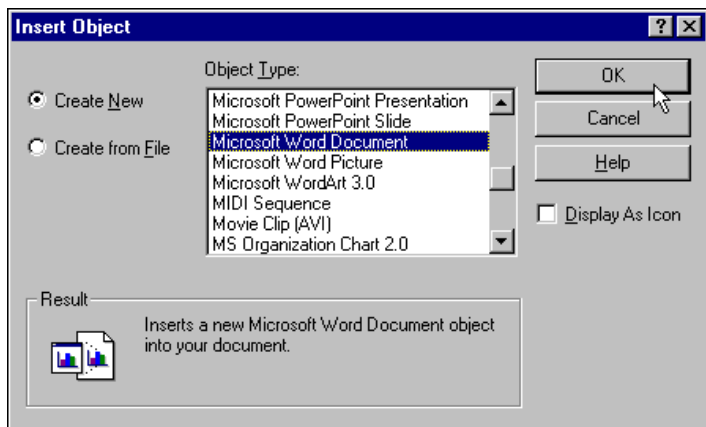 Insert Object
Object Type:
Create New
Create from File
Microsoft PowerPoint Presentation
Microsoft PowerPoint Slide
Microsoft Word Document
Microsoft Word Picture
Microsoft WordArt 3.0
MIDI Sequence
Movie Clip (AVI)
MS Organization Chart 2.0
OK
Cancel
Help
Display As Icon
Result
Inserts a new Microsoft Word Document object
into your document.